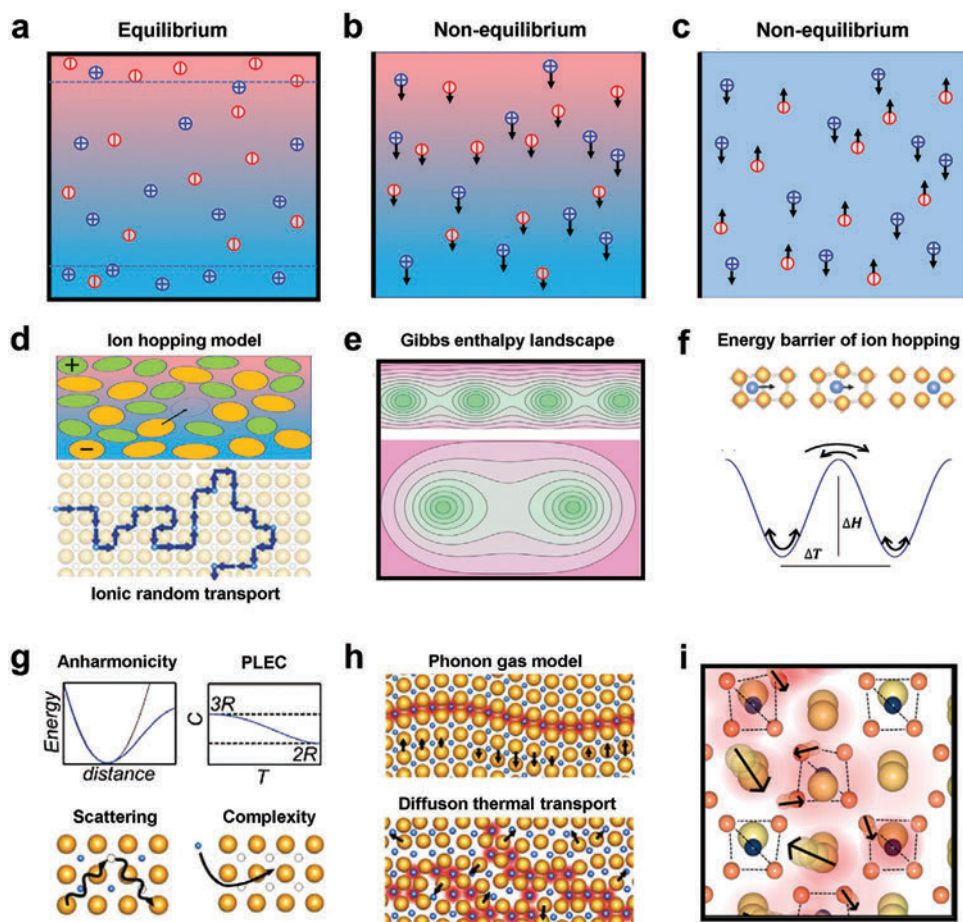 a
Equilibrium
b
Non-equilibrium
c
Non-equilibrium
d
Ion hopping model
+
−
Ionic random transport
e
Gibbs enthalpy landscape
f
Energy barrier of ion hopping
ΔH
ΔT
g
Anharmonicity
Energy
distance
PLEC
C
3R
2R
T
Scattering
Complexity
h
Phonon gas model
Diffuson thermal transport
i